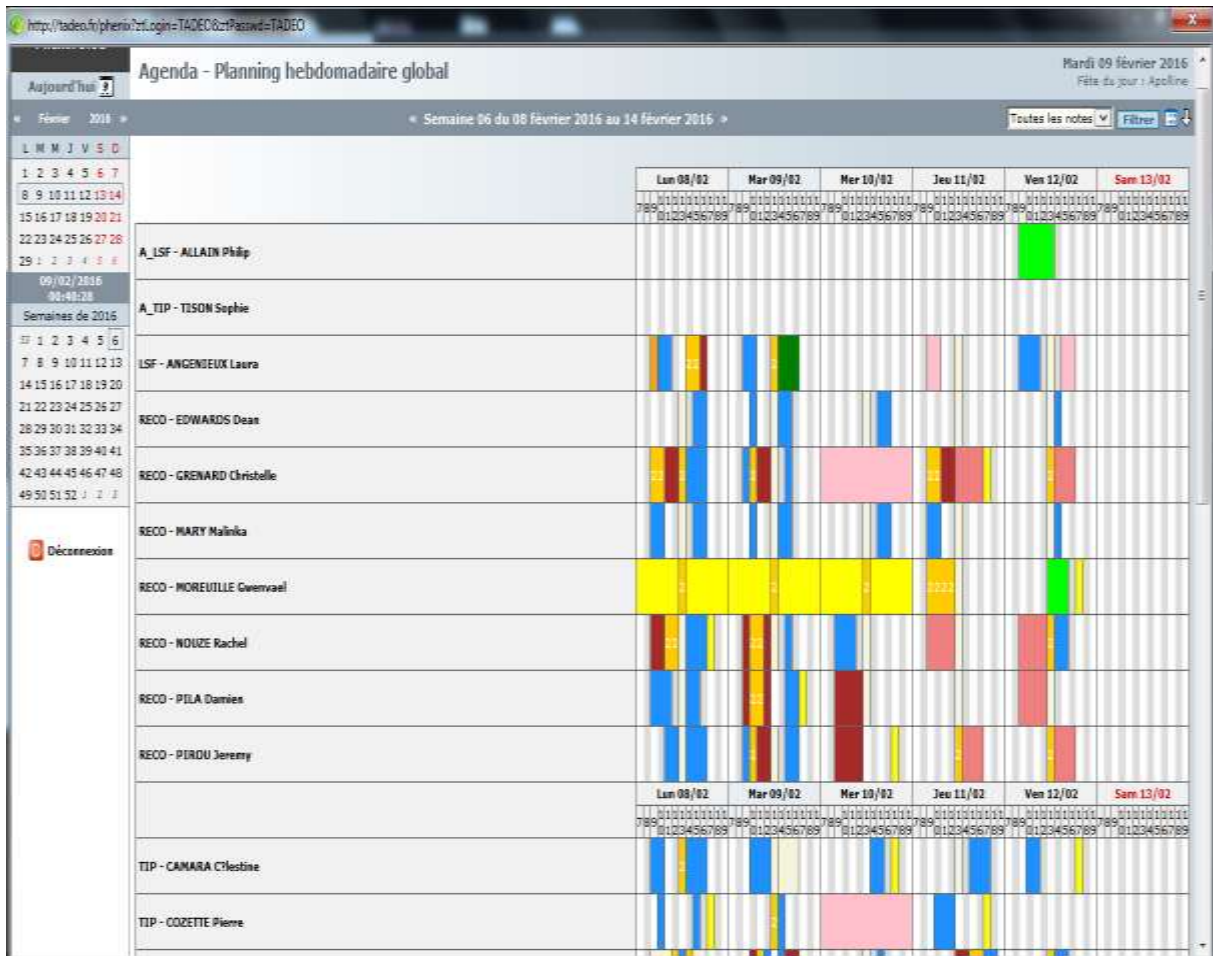 http://tadeo.fr/phenix?ztLogin=TADEO&ztPasswd=TADEO
Agenda - Planning hebdomadaire global
Mardi 09 février 2016
Fête du jour : Apolline
Aujourd'hui
« Février 2016 »
« Semaine 06 du 08 février 2016 au 14 février 2016 »
Toutes les notes
Filtrer
L M M J V S D
1 2 3 4 5 6 7
8 9 10 11 12 13 14
15 16 17 18 19 20 21
22 23 24 25 26 27 28
29 1 2 3 4 5 6
09/02/2016
Semaines de 2016
1 2 3 4 5 6
7 8 9 10 11 12 13
14 15 16 17 18 19 20
21 22 23 24 25 26 27
28 29 30 31 32 33 34
35 36 37 38 39 40 41
42 43 44 45 46 47 48
49 50 51 52 1 2 3
Déconnexion
Lun 08/02 Mar 09/02 Mer 10/02 Jeu 11/02 Ven 12/02 Sam 13/02
A_LSF - ALLAIN Philip
A_TIP - TISON Sophie
LSF - ANGENIEUX Laura
RECO - EDWARDS Dean
RECO - GRENARD Christelle
RECO - MARY Malinka
RECO - MOREUILLE Gwenvael
RECO - NOUZE Rachel
RECO - PILA Damien
RECO - PIROU Jeremy
Lun 08/02 Mar 09/02 Mer 10/02 Jeu 11/02 Ven 12/02 Sam 13/02
TIP - CAMARA C?lestine
TIP - COZETTE Pierre